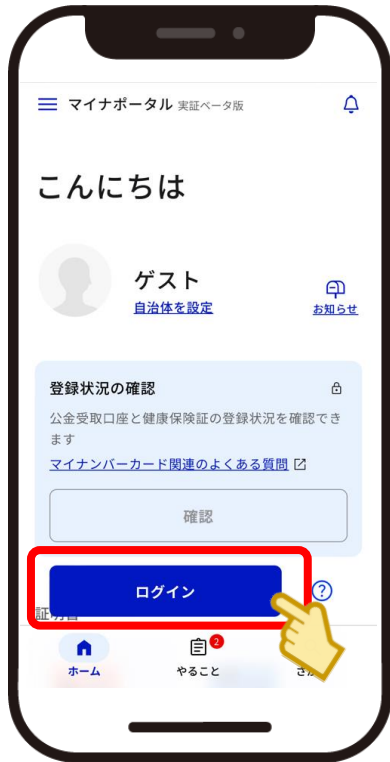 マイナポータル 実証ベータ版
こんにちは
ゲスト
自治体を設定
お知らせ
登録状況の確認
公金受取口座と健康保険証の登録状況を確認でき
ます
マイナンバーカード関連のよくある質問
確認
ログイン
?
2
ホーム
やること